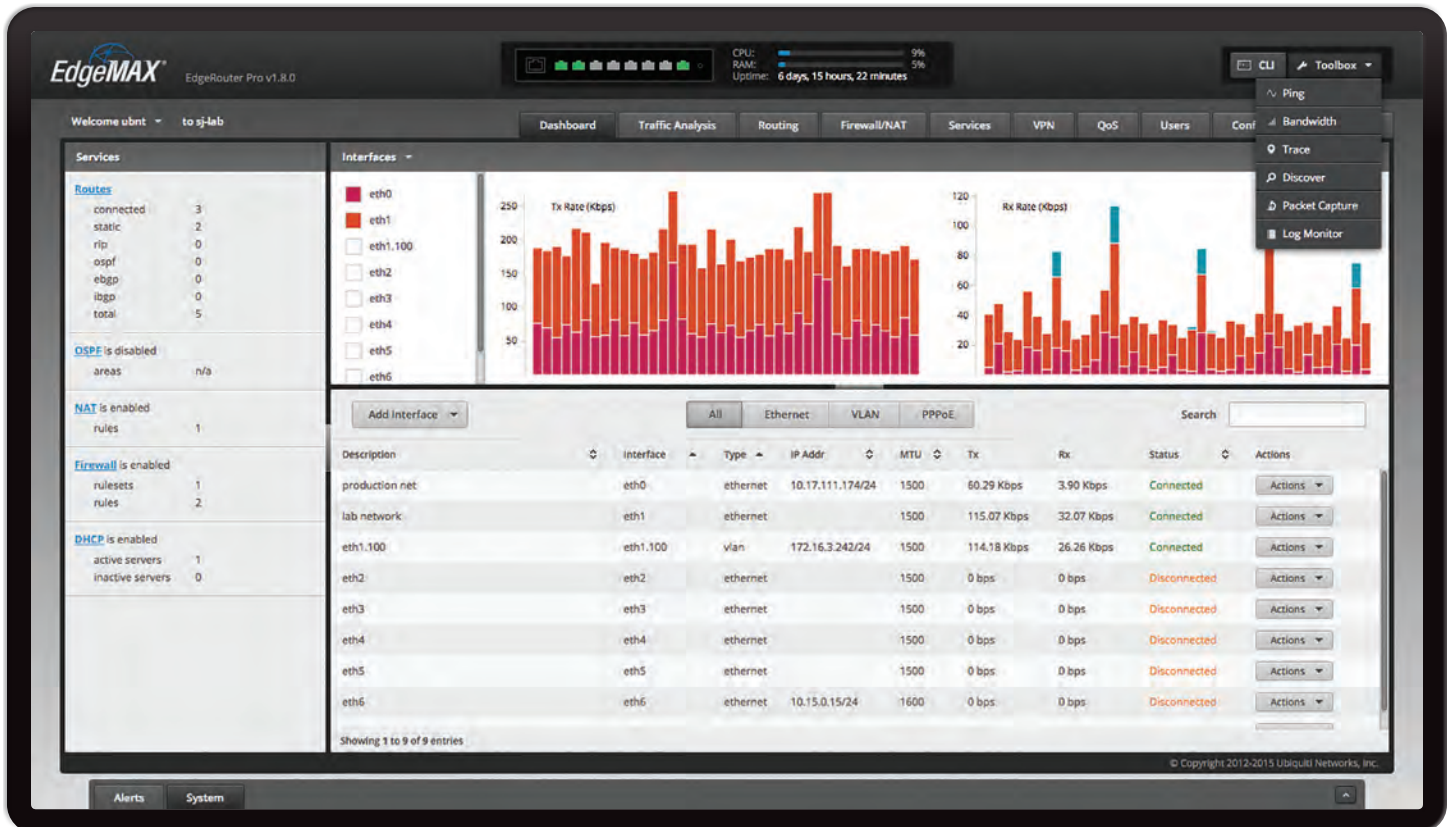 EdgeMAX®
EdgeRouter Pro v1.8.0
CPU: 9%
RAM: 5%
Uptime: 6 days, 15 hours, 22 minutes
CLI
Toolbox
Ping
Bandwidth
Trace
Discover
Packet Capture
Log Monitor
Welcome ubnt to sj-lab
Dashboard Traffic Analysis Routing Firewall/NAT Services VPN QoS Users Conf
Services
Routes
connected 3
static 2
rip 0
ospf 0
ebgp 0
ibgp 0
total 5
OSPF is disabled
areas n/a
NAT is enabled
rules 1
Firewall is enabled
rulesets 1
rules 2
DHCP is enabled
active servers 1
inactive servers 0
Interfaces
eth0
eth1
eth1.100
eth2
eth3
eth4
eth5
eth6
Tx Rate (Kbps)
250
200
150
100
50
Rx Rate (Kbps)
120
100
80
60
40
20
Add Interface
All Ethernet VLAN PPPoE
Search
Description Interface Type IP Addr MTU Tx Rx Status Actions
production net eth0 ethernet 10.17.111.174/24 1500 60.29 Kbps 3.90 Kbps Connected Actions
lab network eth1 ethernet 1500 115.07 Kbps 32.07 Kbps Connected Actions
eth1.100 eth1.100 vlan 172.16.3.242/24 1500 114.18 Kbps 26.26 Kbps Connected Actions
eth2 eth2 ethernet 1500 0 bps 0 bps Disconnected Actions
eth3 eth3 ethernet 1500 0 bps 0 bps Disconnected Actions
eth4 eth4 ethernet 1500 0 bps 0 bps Disconnected Actions
eth5 eth5 ethernet 1500 0 bps 0 bps Disconnected Actions
eth6 eth6 ethernet 10.15.0.15/24 1600 0 bps 0 bps Disconnected Actions
Showing 1 to 9 of 9 entries
© Copyright 2012-2015 Ubiquiti Networks, Inc.
Alerts System